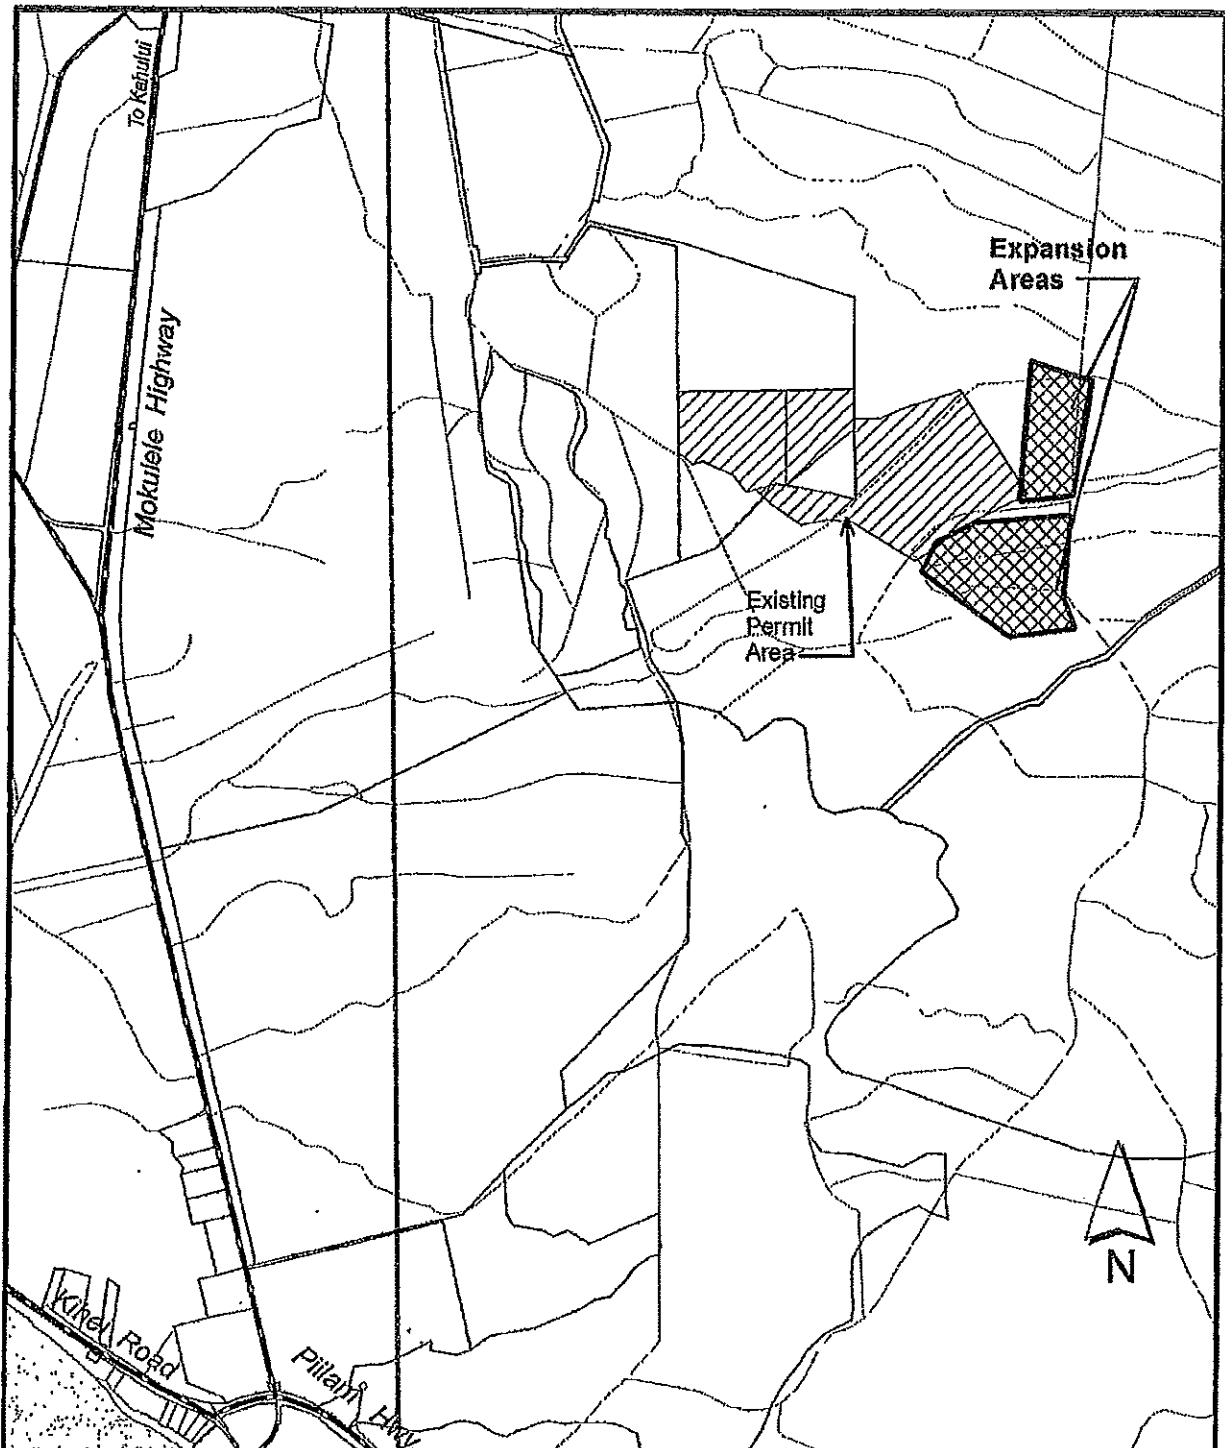 To Kahului
Expansion
Areas
Mokulele Highway
Existing
Permit
Area
N
Kihei Road
Piilani Hwy